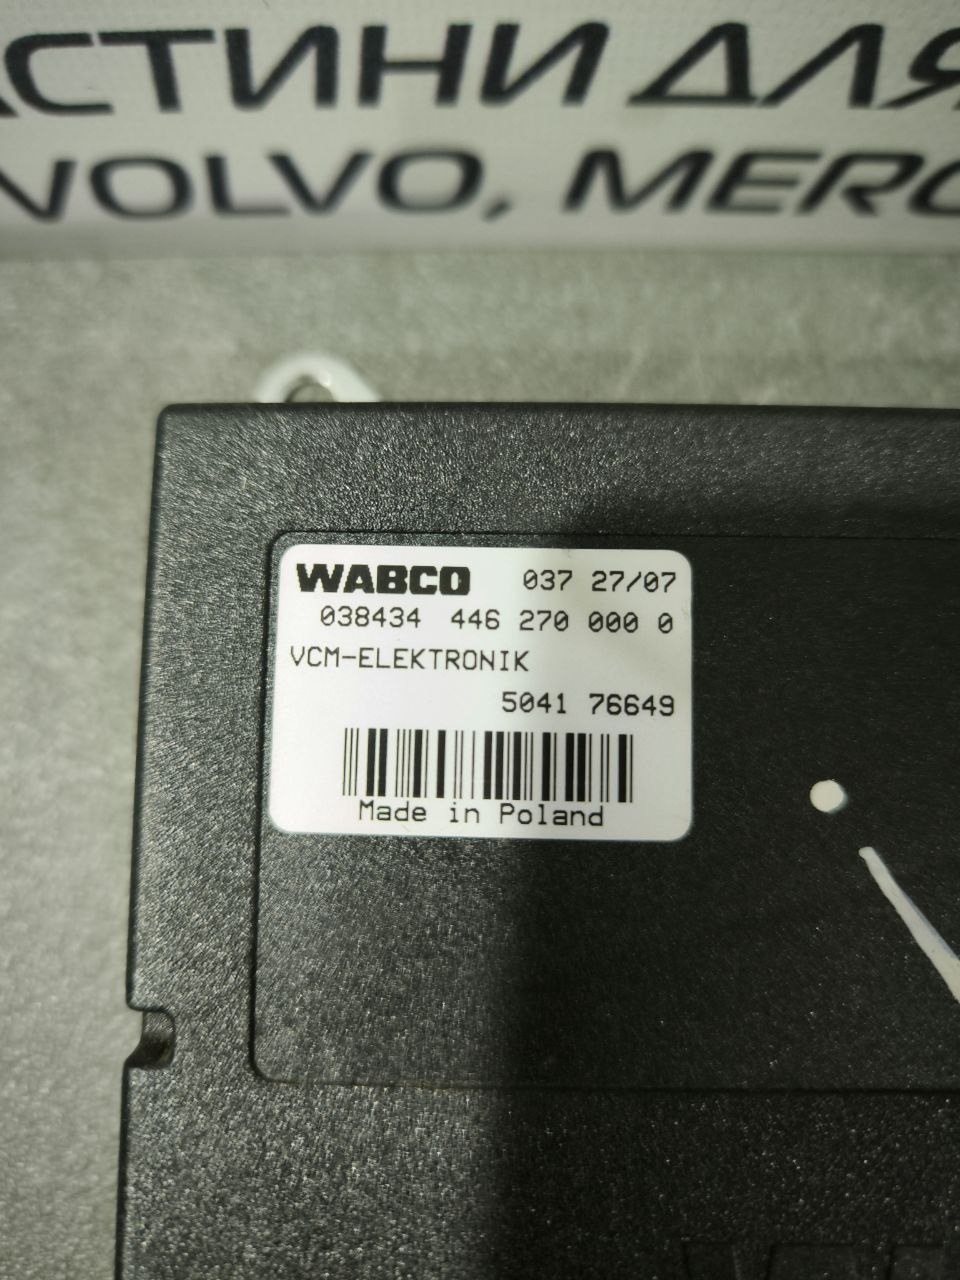 АСТИНИ ДЛЯ
VOLVO, MERC
WABCO 037 27/07
038434 446 270 000 0
VCM-ELEKTRONIK
5041 76649
Made in Poland